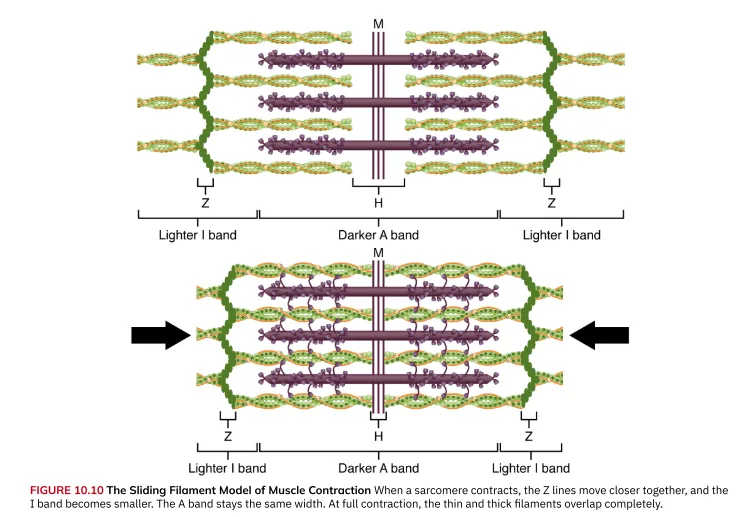 M
Z H Z
Lighter I band Darker A band Lighter I band
M
Z H Z
Lighter I band Darker A band Lighter I band
FIGURE 10.10 The Sliding Filament Model of Muscle Contraction When a sarcomere contracts, the Z lines move closer together, and the
I band becomes smaller. The A band stays the same width. At full contraction, the thin and thick filaments overlap completely.